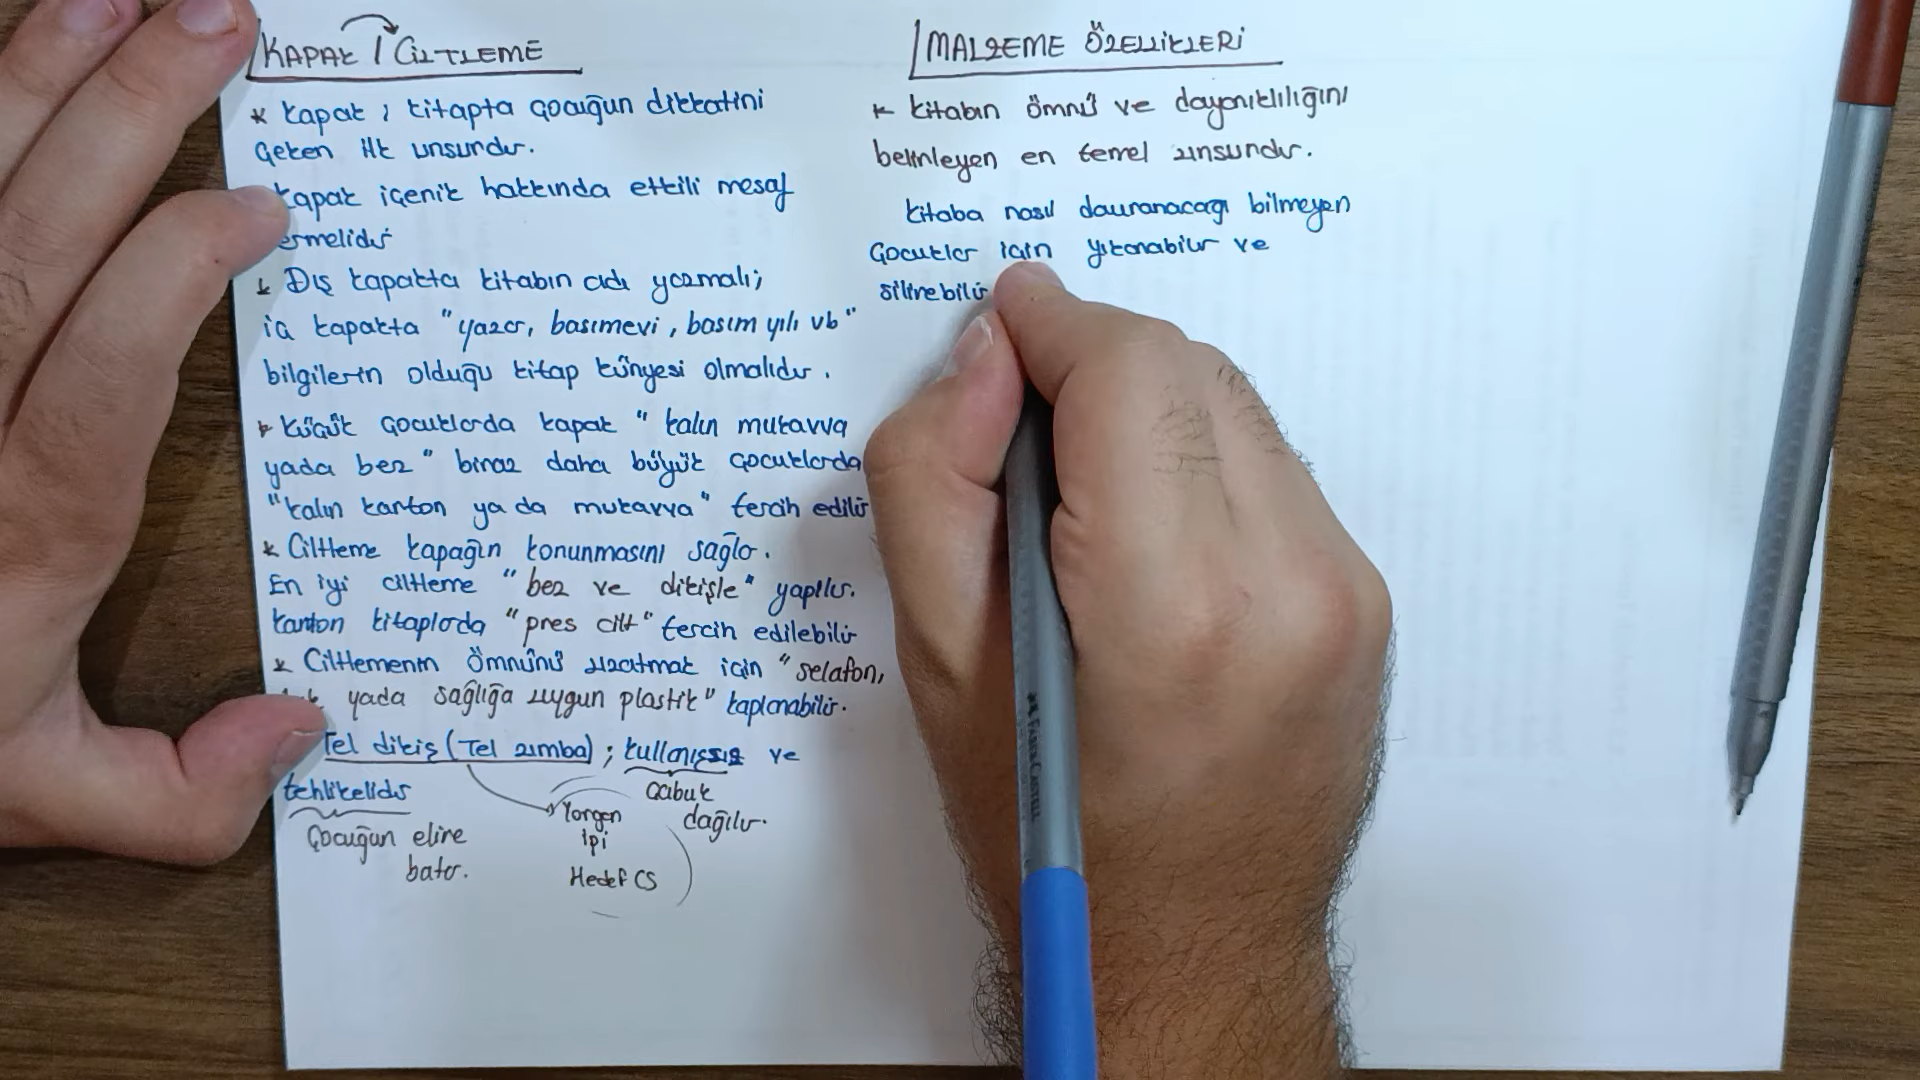 KAPAK / CİLTLEME
* Kapak ; kitapta çocuğun dikkatini
çeken ilk unsurdur.
kapak içerik hakkında etkili mesaj
ermelidir
* Dış kapakta kitabın adı yazmalı;
iç kapakta "yazar, basımevi, basım yılı vb"
bilgilerin olduğu kitap künyesi olmalıdır.
* Küçük çocuklarda kapak "kalın mukavva
yada bez" biraz daha büyük çocuklarda
"kalın karton ya da mukavva" tercih edilir
* Ciltleme kapağın korunmasını sağlar.
En iyi ciltleme "bez ve dikişle" yapılır.
karton kitaplarda "pres cilt" tercih edilebilir
* Ciltlemenin ömrünü uzatmak için "selafon,
yada sağlığa uygun plastik" kaplanabilir.
Tel dikiş (Tel zımba) ; kullanışsız ve
tehlikelidir
Çabuk
dağılır.
Çocuğun eline
batar.
Yorgan
ipi
Hedef CS
MALZEME ÖZELLİKLERİ
* Kitabın ömrü ve dayanıklılığını
belirleyen en temel unsurdur.
Kitaba nasıl davranacağı bilmeyen
Çocuklar için yıkanabilir ve
silinebilir
FABER-CASTELL